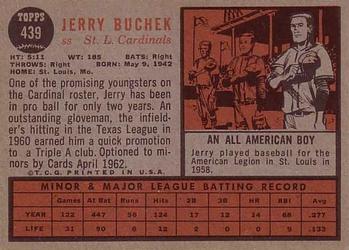 TOPPS
439
JERRY BUCHEK
ss St. L. Cardinals
HT: 5:11 WT: 185 BATS: Right
THROWS: Right BORN: May 9, 1942
HOME: St. Louis, Mo.
One of the promising youngsters on
the Cardinal roster, Jerry has been
in pro ball for only two years. An
outstanding gloveman, the infield-
er's hitting in the Texas League in
1960 earned him a quick promotion
to a Triple A club. Optioned to mi-
nors by Cards April 1962.
© T.C.G. PRINTED IN U.S.A.
AN ALL AMERICAN BOY
Jerry played baseball for the
American Legion in St. Louis in
1958.
MINOR & MAJOR LEAGUE BATTING RECORD
Games At Bat Runs Hits 2B 3B HR RBI Avg.
YEAR 122 447 56 124 17 12 14 68 .277
LIFE 31 90 6 12 2 0 0 9 .133